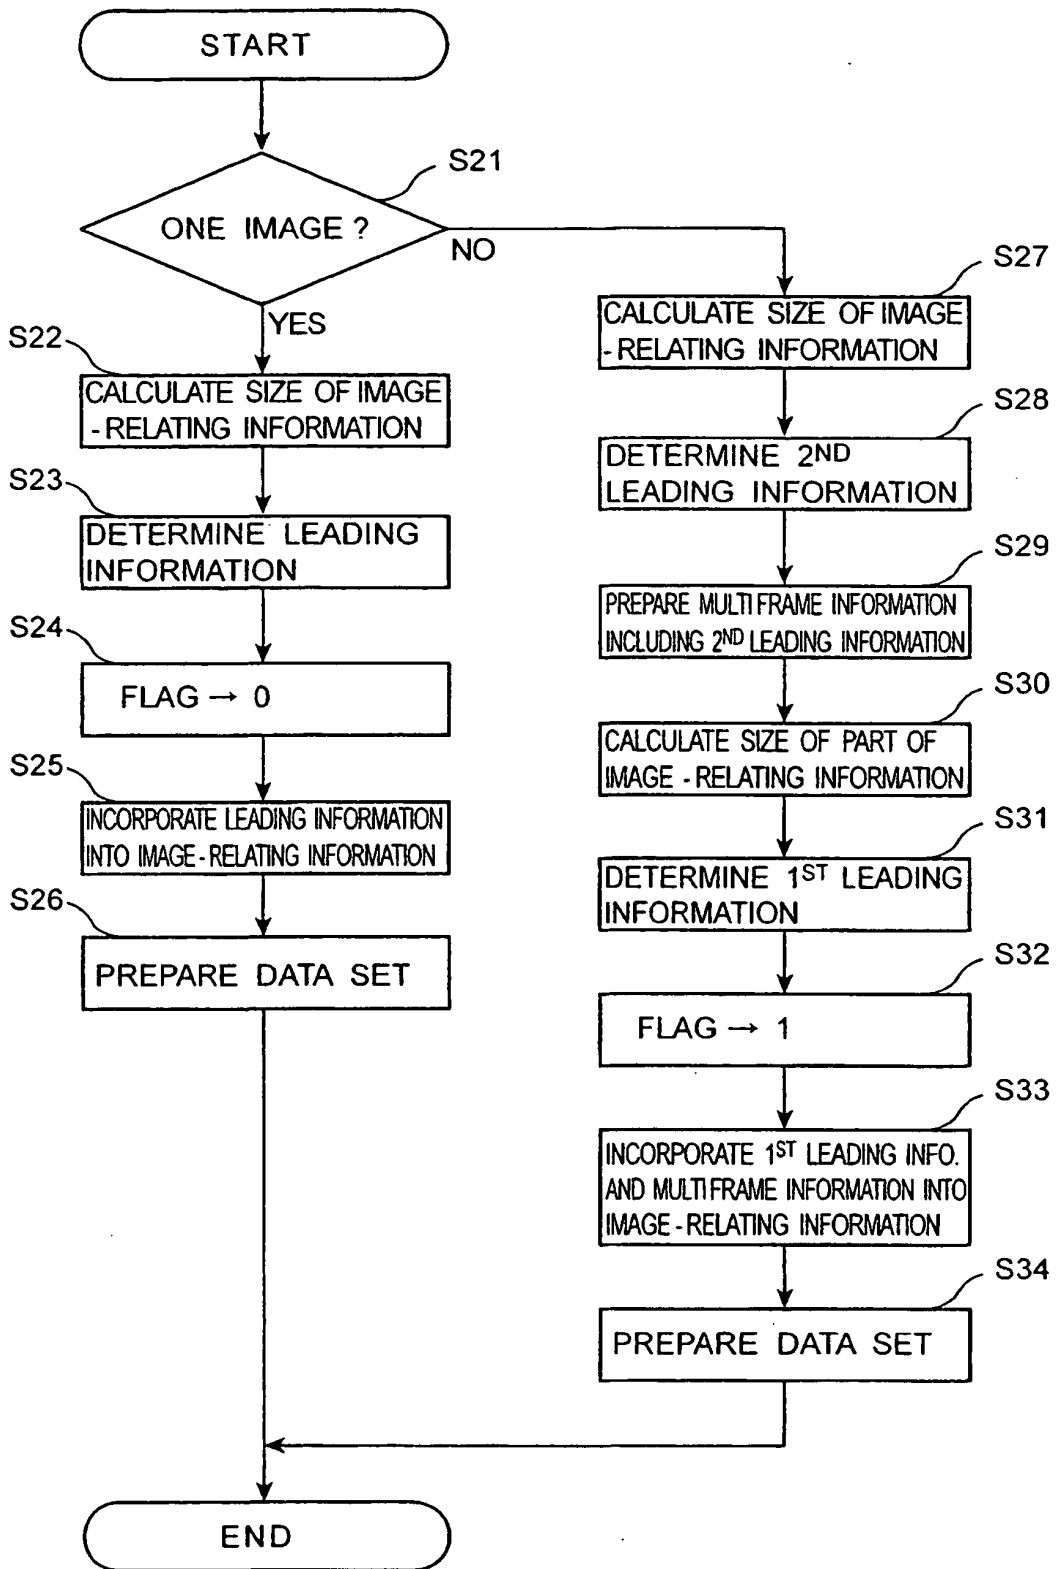 START
S21
ONE IMAGE ?
NO
YES
S22
CALCULATE SIZE OF IMAGE
- RELATING INFORMATION
S23
DETERMINE LEADING
INFORMATION
S24
FLAG → 0
S25
INCORPORATE LEADING INFORMATION
INTO IMAGE - RELATING INFORMATION
S26
PREPARE DATA SET
S27
CALCULATE SIZE OF IMAGE
- RELATING INFORMATION
S28
DETERMINE 2ND
LEADING INFORMATION
S29
PREPARE MULTIFRAME INFORMATION
INCLUDING 2ND LEADING INFORMATION
S30
CALCULATE SIZE OF PART OF
IMAGE - RELATING INFORMATION
S31
DETERMINE 1ST LEADING
INFORMATION
S32
FLAG → 1
S33
INCORPORATE 1ST LEADING INFO.
AND MULTIFRAME INFORMATION INTO
IMAGE - RELATING INFORMATION
S34
PREPARE DATA SET
END